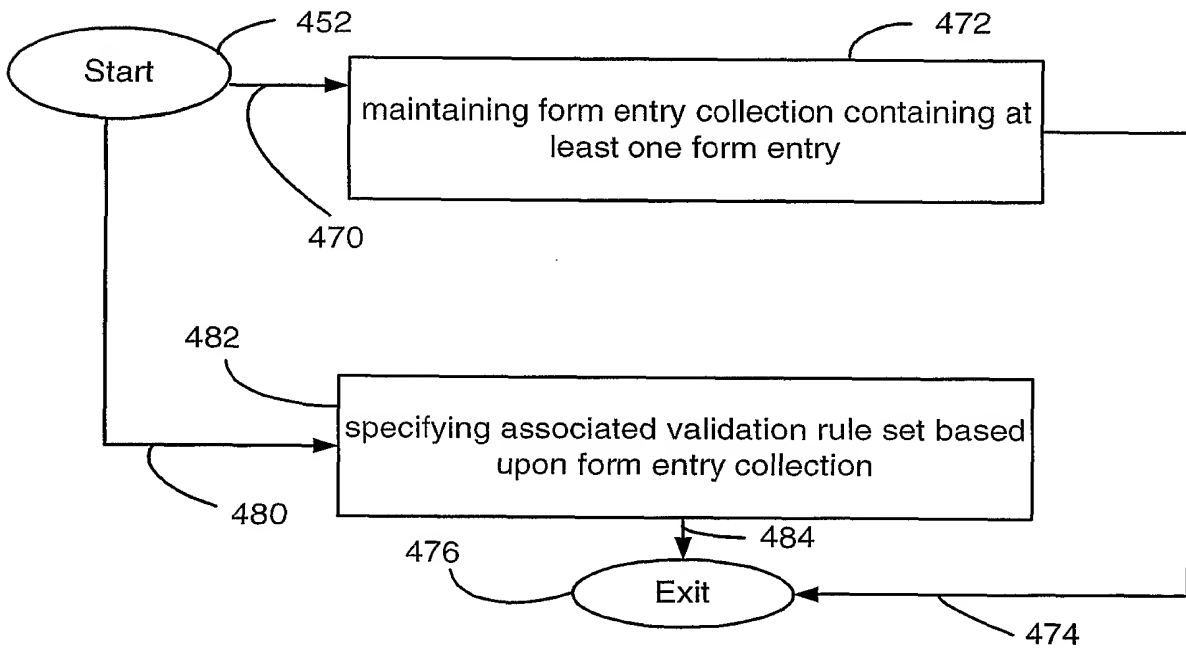 452
472
Start
maintaining form entry collection containing at
least one form entry
470
482
specifying associated validation rule set based
upon form entry collection
480
476
484
Exit
474